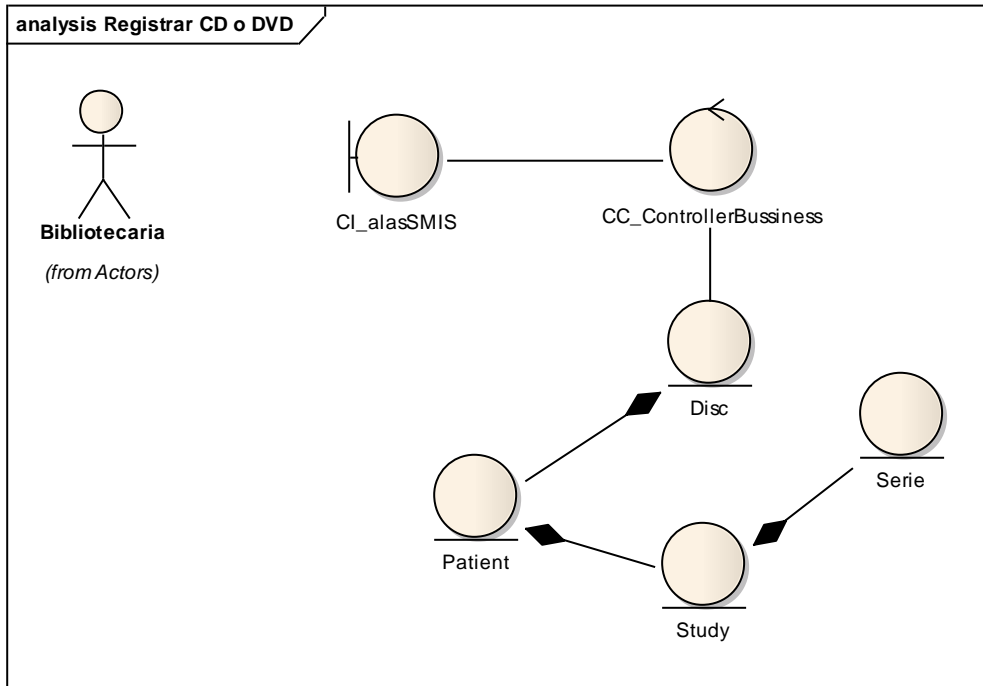 analysis Registrar CD o DVD
Bibliotecaria
(from Actors)
CI_alasSMIS
CC_ControllerBussiness
Disc
Serie
Patient
Study